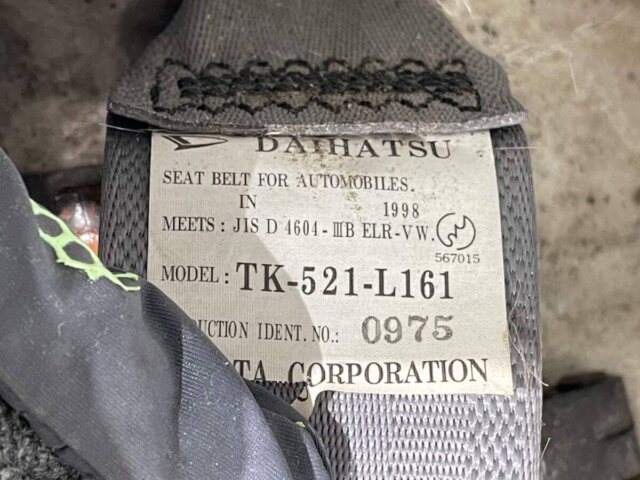 DAIHATSU
SEAT BELT FOR AUTOMOBILES.
IN 1998
MEETS: JIS D 4604-ⅢB ELR-VW.
567015
MODEL: TK-521-L161
UCTION IDENT. NO.: 0975
TA CORPORATION